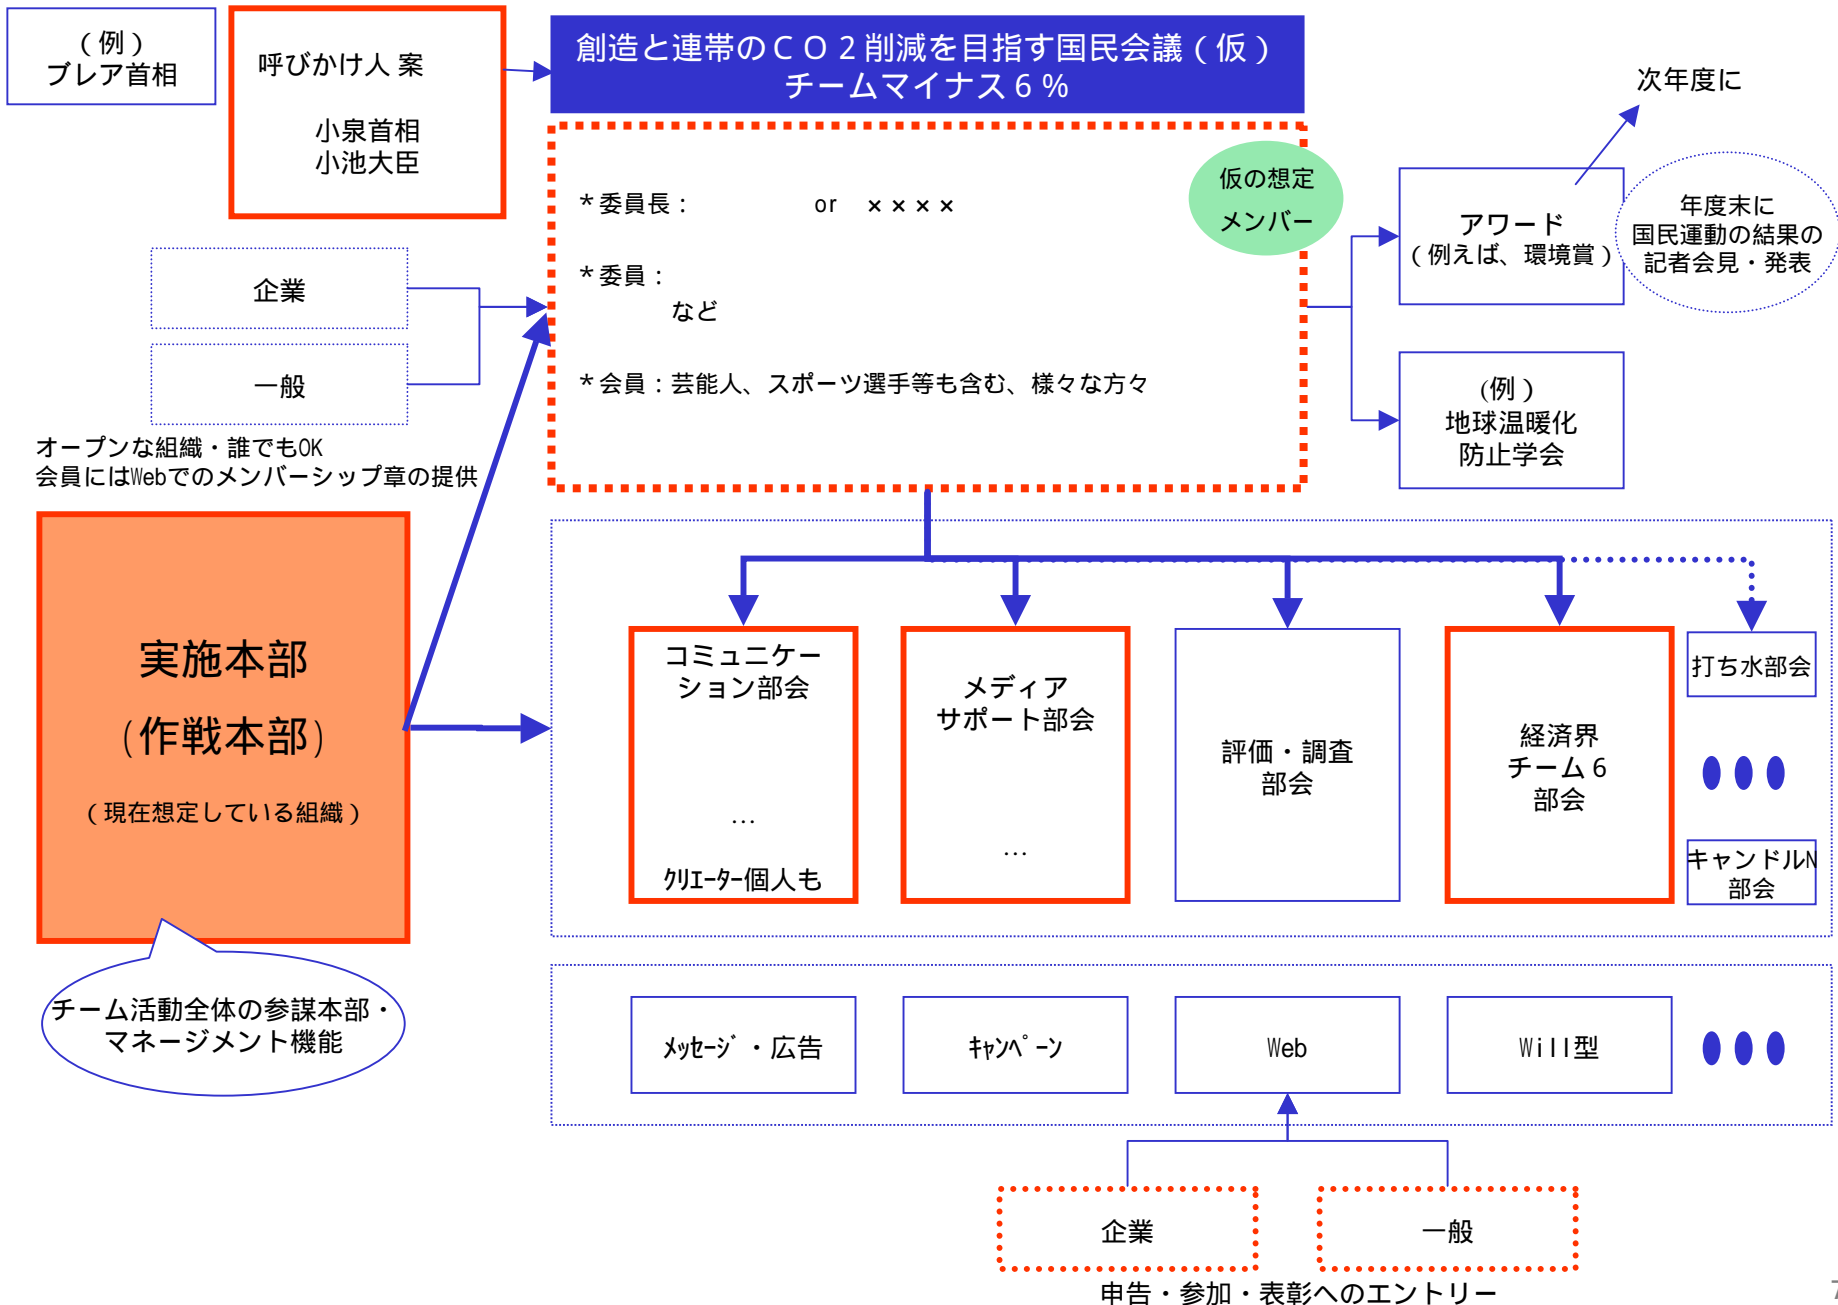 （例）
ブレア首相
呼びかけ人 案
小泉首相
小池大臣
創造と連帯のＣＯ２削減を目指す国民会議（仮）
チームマイナス６％
次年度に
仮の想定
メンバー
＊委員長： or ××××
＊委員：
など
＊会員：芸能人、スポーツ選手等も含む、様々な方々
アワード
（例えば、環境賞）
年度末に
国民運動の結果の
記者会見・発表
(例）
地球温暖化
防止学会
企業
一般
オープンな組織・誰でもOK
会員にはWebでのメンバーシップ章の提供
実施本部
(作戦本部)
（現在想定している組織）
チーム活動全体の参謀本部・
マネージメント機能
コミュニケー
ション部会
…
ｸﾘｴｰﾀｰ個人も
メディア
サポート部会
…
評価・調査
部会
経済界
チーム６
部会
打ち水部会
キャンドルN
部会
ﾒｯｾｰｼﾞ・広告
ｷｬﾝﾍﾟｰﾝ
Web
Will型
企業
一般
申告・参加・表彰へのエントリー
7